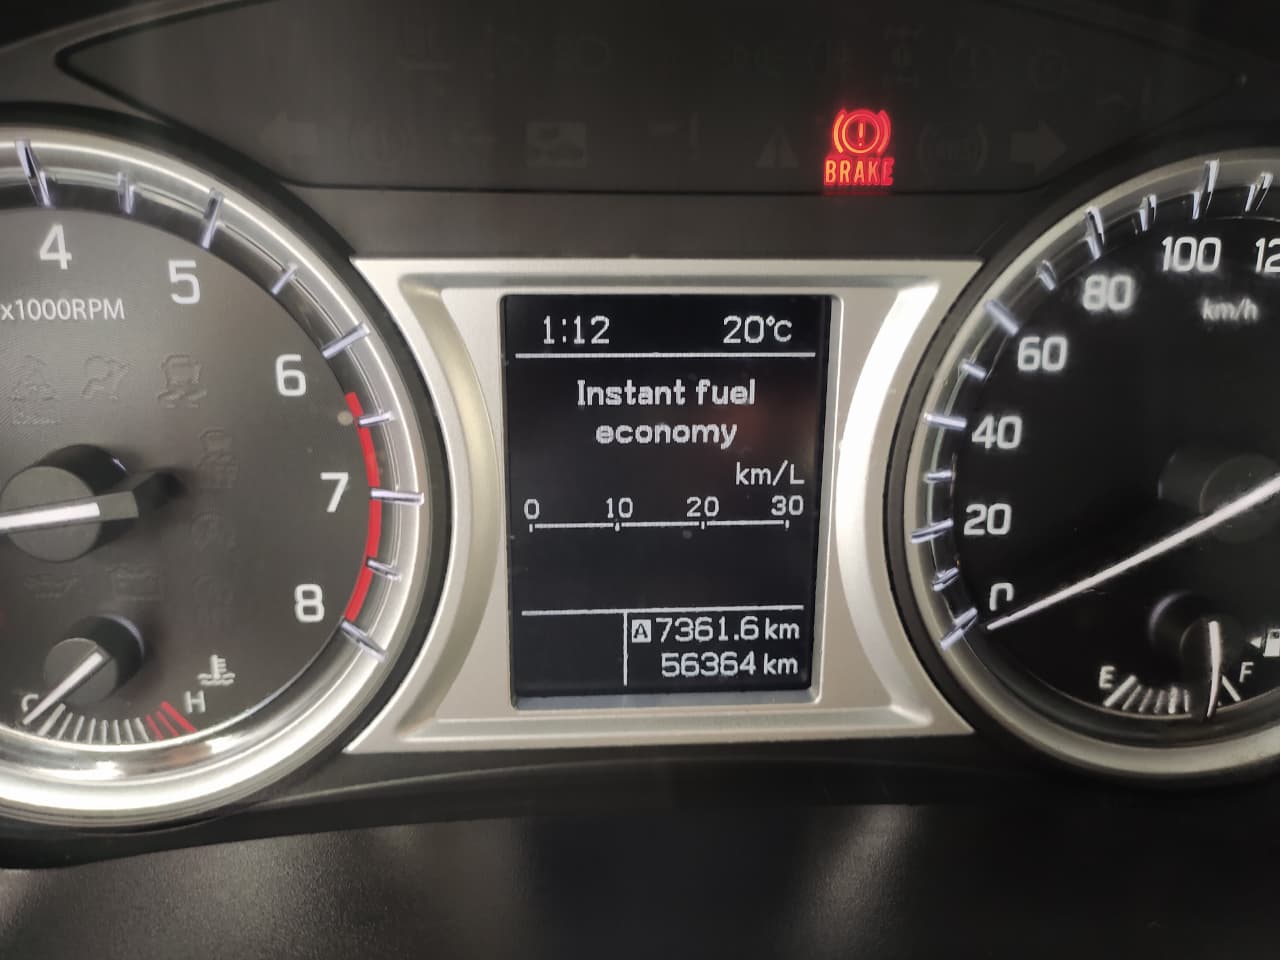 BRAKE
4
5
x1000RPM
6
7
8
C
H
1:12 20°c
Instant fuel
economy
km/L
0 10 20 30
A 7361.6 km
56364 km
100
80
km/h
60
40
20
0
E
F